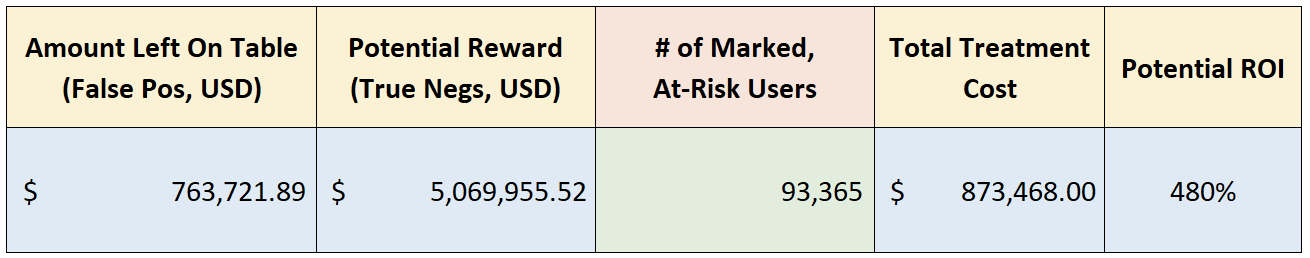 Amount Left On Table
(False Pos, USD)
Potential Reward
(True Negs, USD)
# of Marked,
At-Risk Users
Total Treatment
Cost
Potential ROI
$ 763,721.89
$ 5,069,955.52
93,365
$ 873,468.00
480%